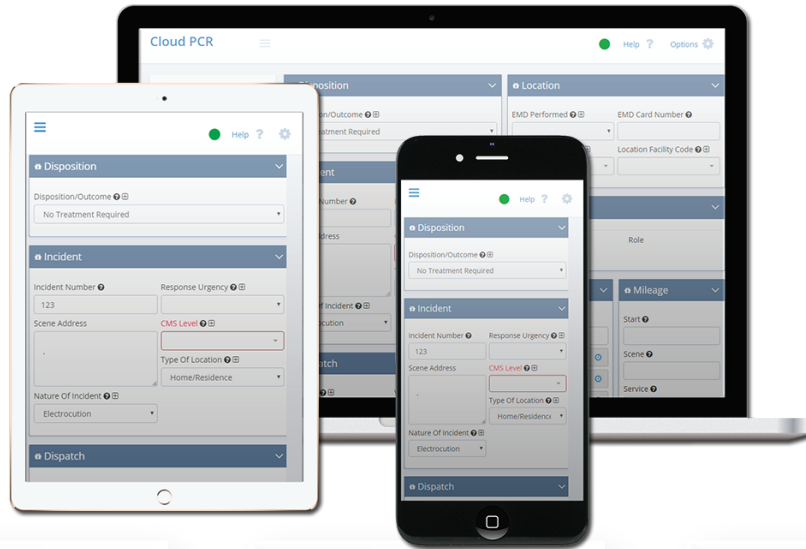 Cloud PCR
Help ?
Options
Disposition
Location
EMD Performed
EMD Card Number
Location Facility Code
Role
Mileage
Start
Scene
Service
Help ?
Disposition
Disposition/Outcome
No Treatment Required
Incident
Incident Number
Response Urgency
123
Scene Address
CMS Level
Type Of Location
Home/Residence
Nature Of Incident
Electrocution
Dispatch
Help ?
Disposition
Disposition/Outcome
No Treatment Required
Incident
Incident Number
Response Urgency
123
Scene Address
CMS Level
Type Of Location
Home/Residence
Nature Of Incident
Electrocution
Dispatch